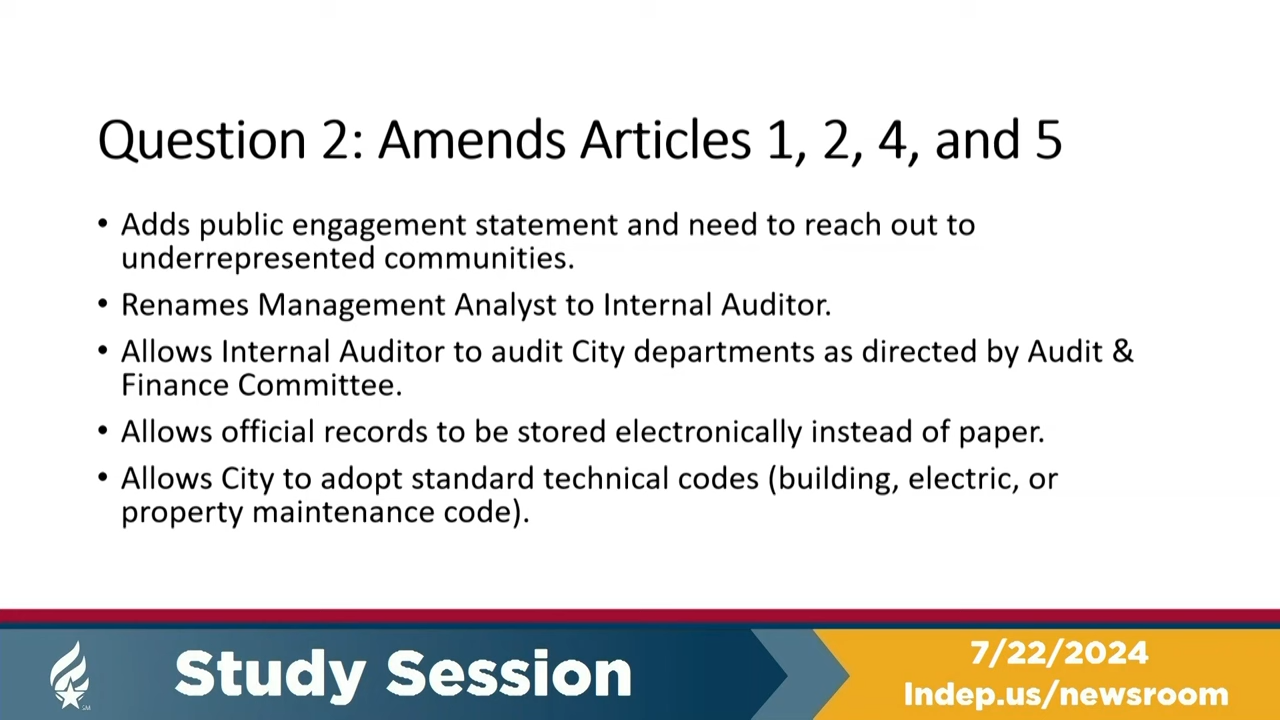 Question 2: Amends Articles 1, 2, 4, and 5
• Adds public engagement statement and need to reach out to
underrepresented communities.
• Renames Management Analyst to Internal Auditor.
• Allows Internal Auditor to audit City departments as directed by Audit &
Finance Committee.
• Allows official records to be stored electronically instead of paper.
• Allows City to adopt standard technical codes (building, electric, or
property maintenance code).
Study Session
7/22/2024
Indep.us/newsroom
SM